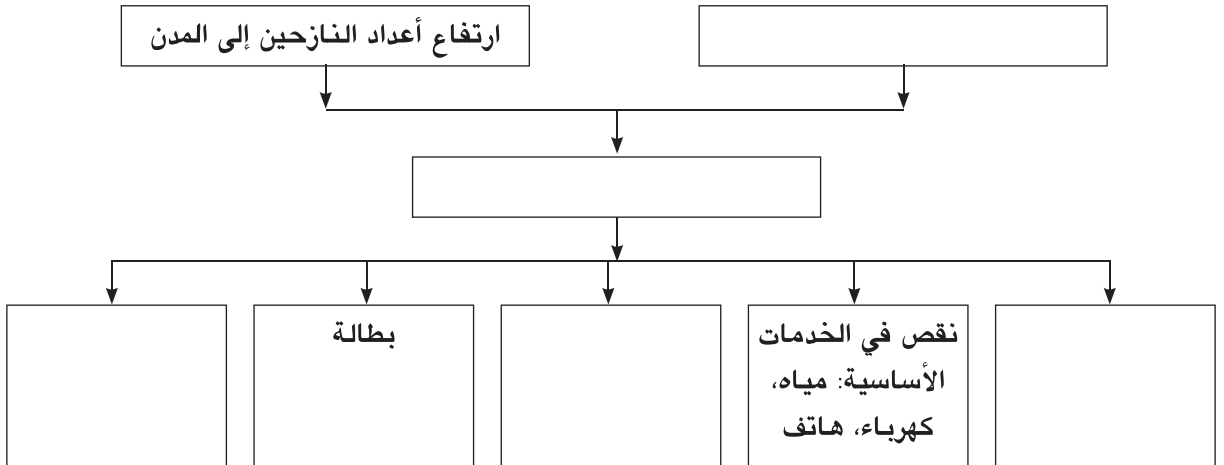 ارتفاع أعداد النازحين إلى المدن
نقص في الخدمات
الأساسية: مياه،
كهرباء، هاتف
بطالة